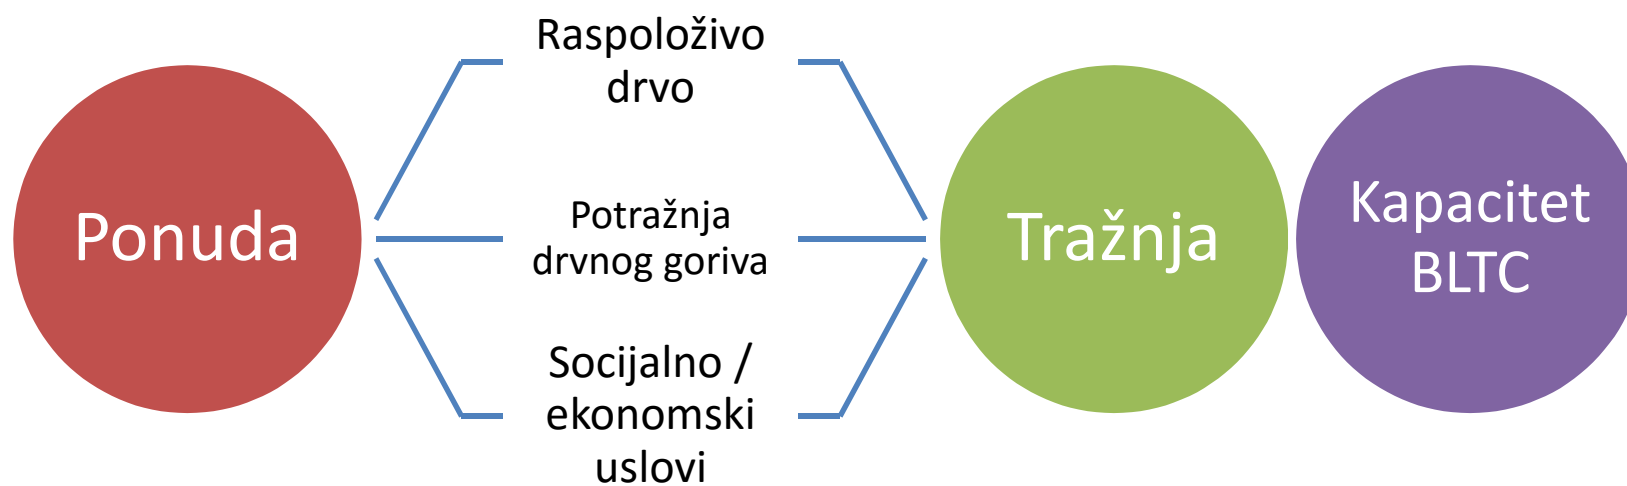 Ponuda
Raspoloživo
drvo
Potražnja
drvnog goriva
Socijalno /
ekonomski
uslovi
Tražnja
Kapacitet
BLTC